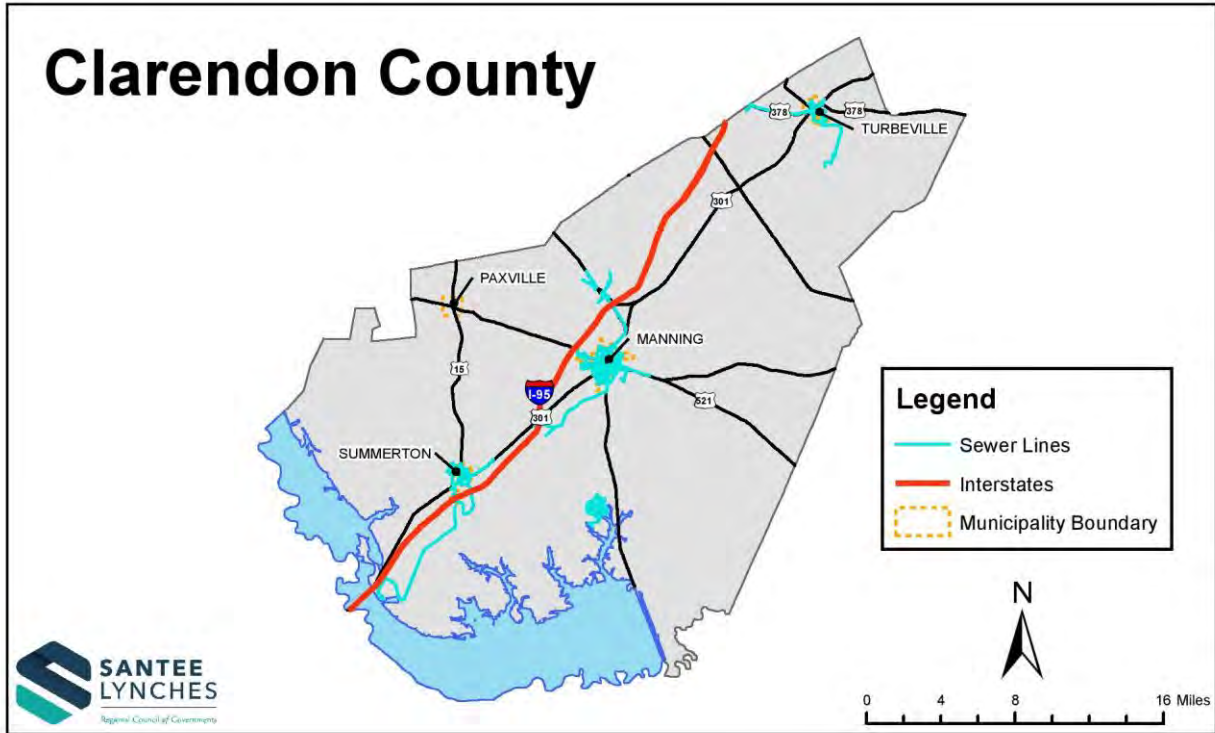 Clarendon County
378
378
TURBEVILLE
301
PAXVILLE
MANNING
15
I-95
301
521
SUMMERTON
Legend
Sewer Lines
Interstates
Municipality Boundary
N
0 4 8 16 Miles
SANTEE
LYNCHES
Regional Council of Governments